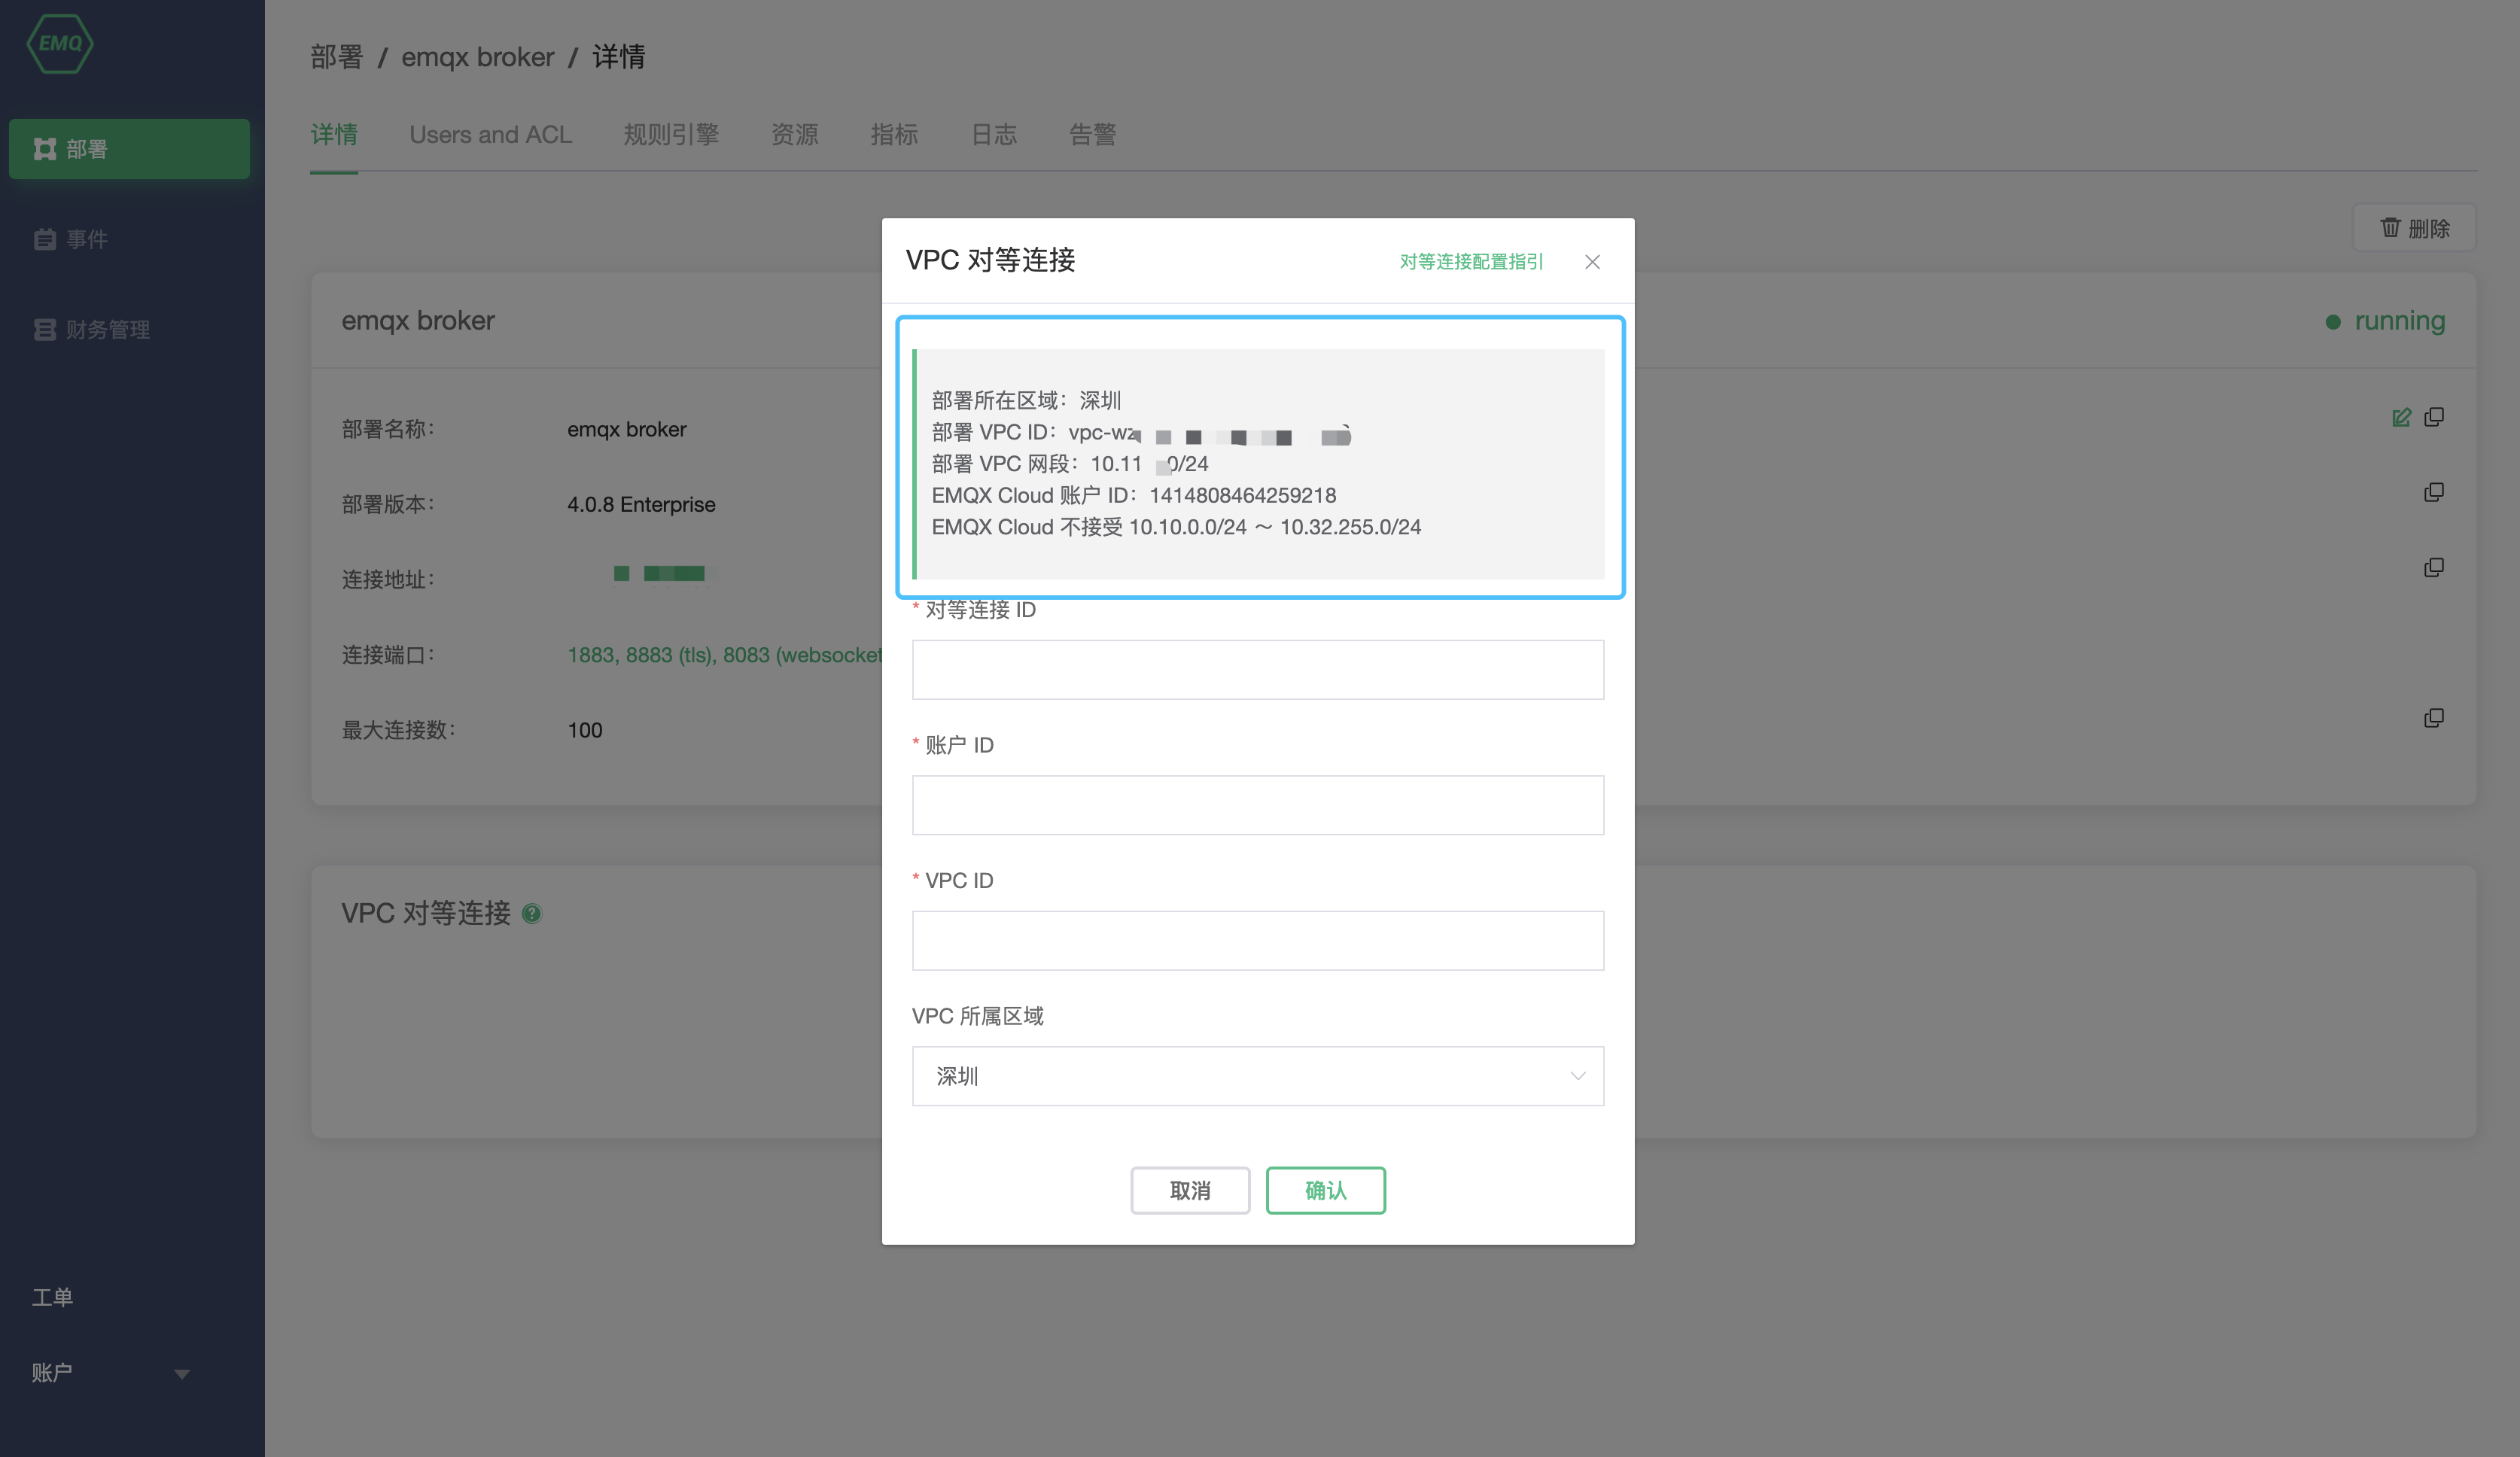 EMQ
部署
事件
财务管理
工单
账户
部署 / emqx broker / 详情
详情 Users and ACL 规则引擎 资源 指标 日志 告警
删除
emqx broker
running
部署名称：
emqx broker
部署版本：
4.0.8 Enterprise
连接地址：
连接端口：
1883, 8883 (tls), 8083 (websocket
最大连接数：
100
VPC 对等连接
VPC 对等连接
对等连接配置指引
部署所在区域：深圳
部署 VPC ID：vpc-wz
部署 VPC 网段：10.11 0/24
EMQX Cloud 账户 ID：1414808464259218
EMQX Cloud 不接受 10.10.0.0/24 ～ 10.32.255.0/24
* 对等连接 ID
* 账户 ID
* VPC ID
VPC 所属区域
深圳
取消
确认